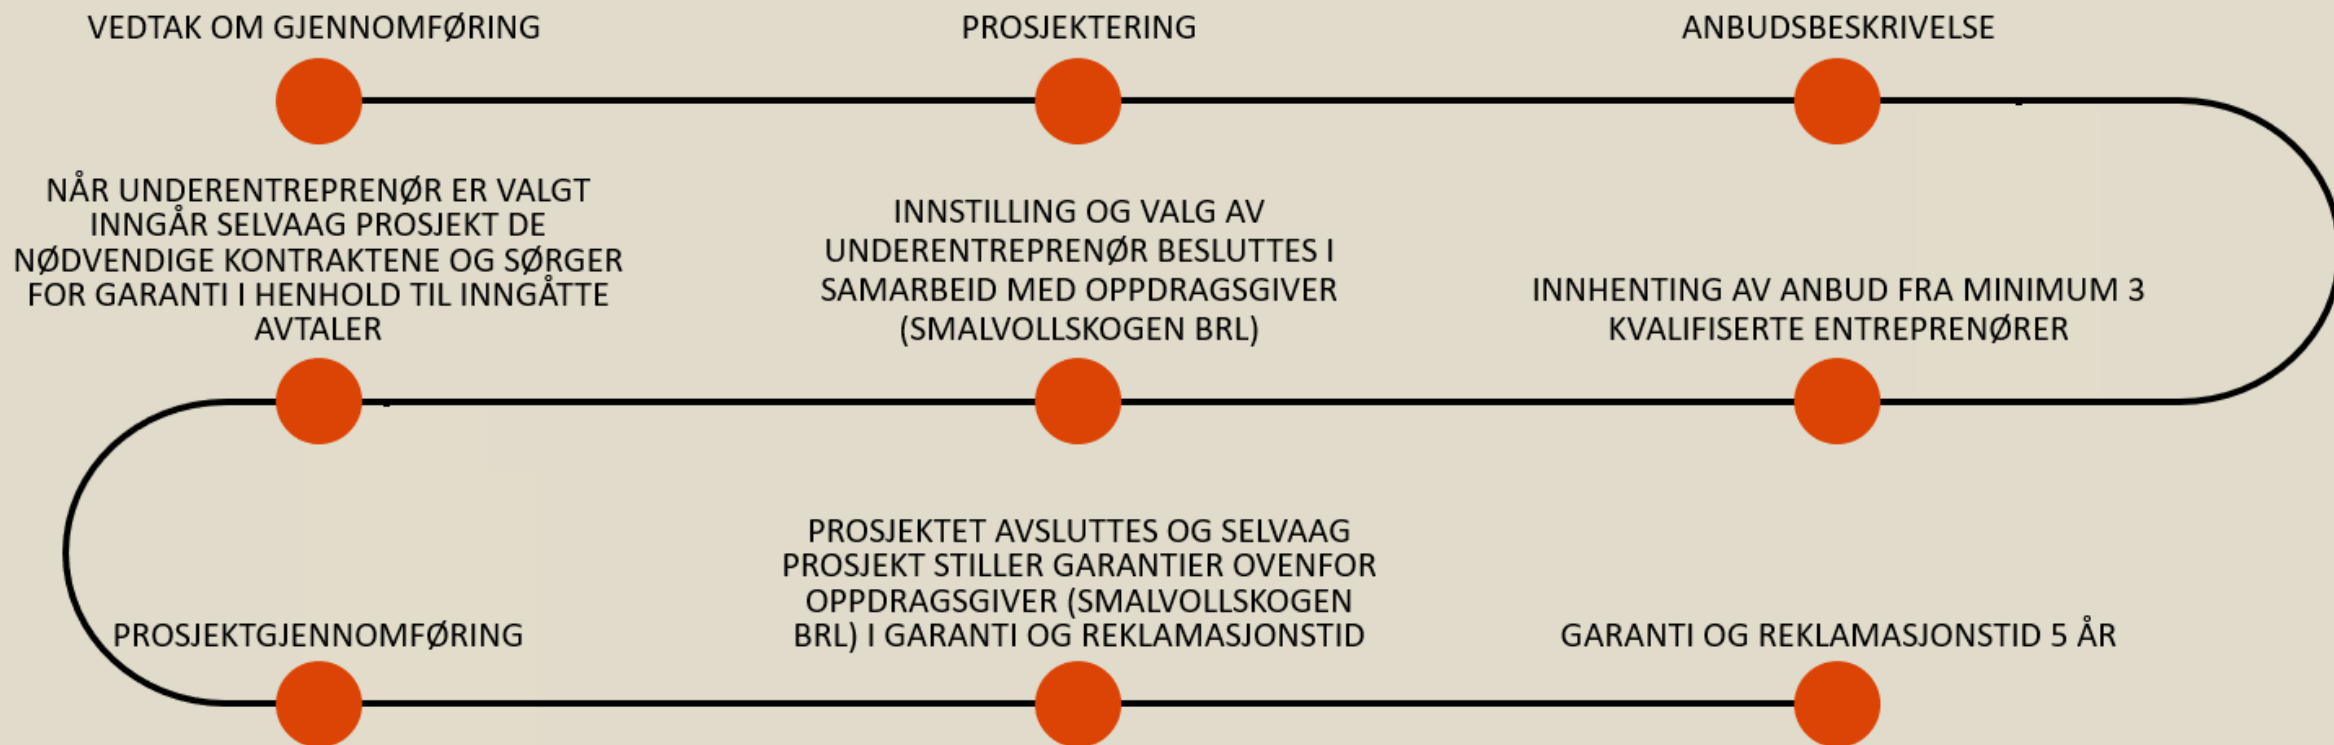 VEDTAK OM GJENNOMFØRING
PROSJEKTERING
ANBUDSBESKRIVELSE
INNHENTING AV ANBUD FRA MINIMUM 3
KVALIFISERTE ENTREPRENØRER
INNSTILLING OG VALG AV
UNDERENTREPRENØR BESLUTTES I
SAMARBEID MED OPPDRAGSGIVER
(SMALVOLLSKOGEN BRL)
NÅR UNDERENTREPRENØR ER VALGT
INNGÅR SELVAAG PROSJEKT DE
NØDVENDIGE KONTRAKTENE OG SØRGER
FOR GARANTI I HENHOLD TIL INNGÅTTE
AVTALER
PROSJEKTGJENNOMFØRING
PROSJEKTET AVSLUTTES OG SELVAAG
PROSJEKT STILLER GARANTIER OVENFOR
OPPDRAGSGIVER (SMALVOLLSKOGEN
BRL) I GARANTI OG REKLAMASJONSTID
GARANTI OG REKLAMASJONSTID 5 ÅR